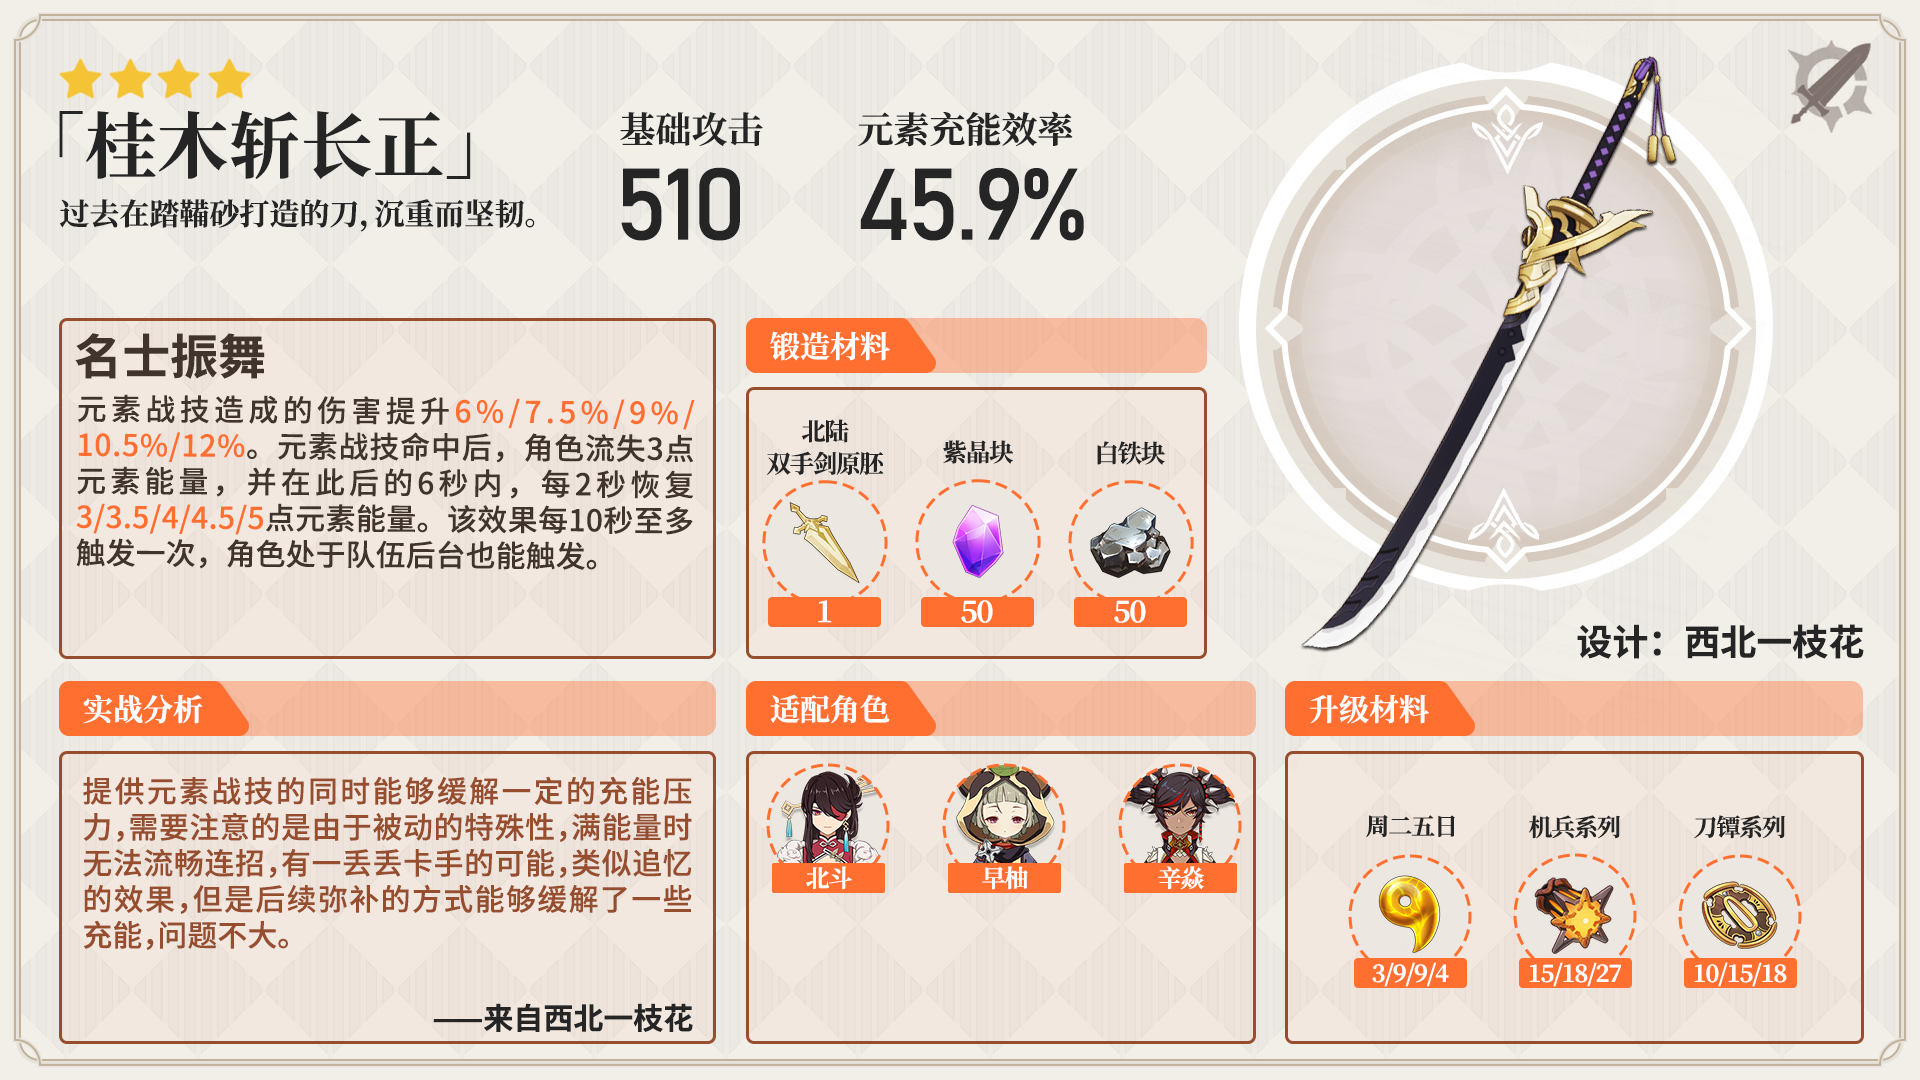 「桂木斩长正」
过去在踏鞴砂打造的刀，沉重而坚韧。
基础攻击
510
元素充能效率
45.9%
名士振舞
元素战技造成的伤害提升6%/7.5%/9%/
10.5%/12%。元素战技命中后，角色流失3点
元素能量，并在此后的6秒内，每2秒恢复
3/3.5/4/4.5/5点元素能量。该效果每10秒至多
触发一次，角色处于队伍后台也能触发。
锻造材料
北陆
双手剑原胚
1
紫晶块
50
白铁块
50
设计：西北一枝花
实战分析
提供元素战技的同时能够缓解一定的充能压
力，需要注意的是由于被动的特殊性，满能量时
无法流畅连招，有一丢丢卡手的可能，类似追忆
的效果，但是后续弥补的方式能够缓解了一些
充能，问题不大。
——来自西北一枝花
适配角色
北斗
早柚
辛焱
升级材料
周二五日
3/9/9/4
机兵系列
15/18/27
刀镡系列
10/15/18